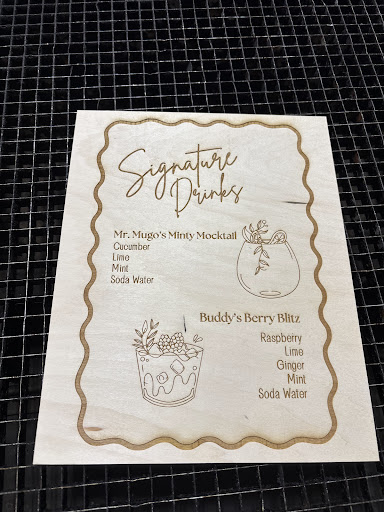 Signature
Drinks
Mr. Mugo's Minty Mocktail
Cucumber
Lime
Mint
Soda Water
Buddy's Berry Blitz
Raspberry
Lime
Ginger
Mint
Soda Water